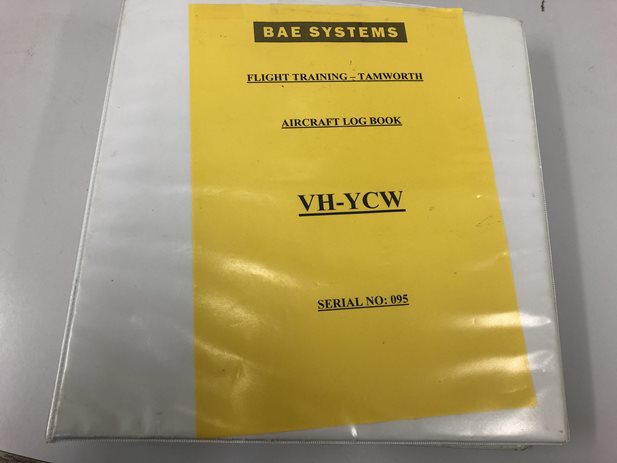 BAE SYSTEMS
FLIGHT TRAINING – TAMWORTH
AIRCRAFT LOG BOOK
VH-YCW
SERIAL NO: 095